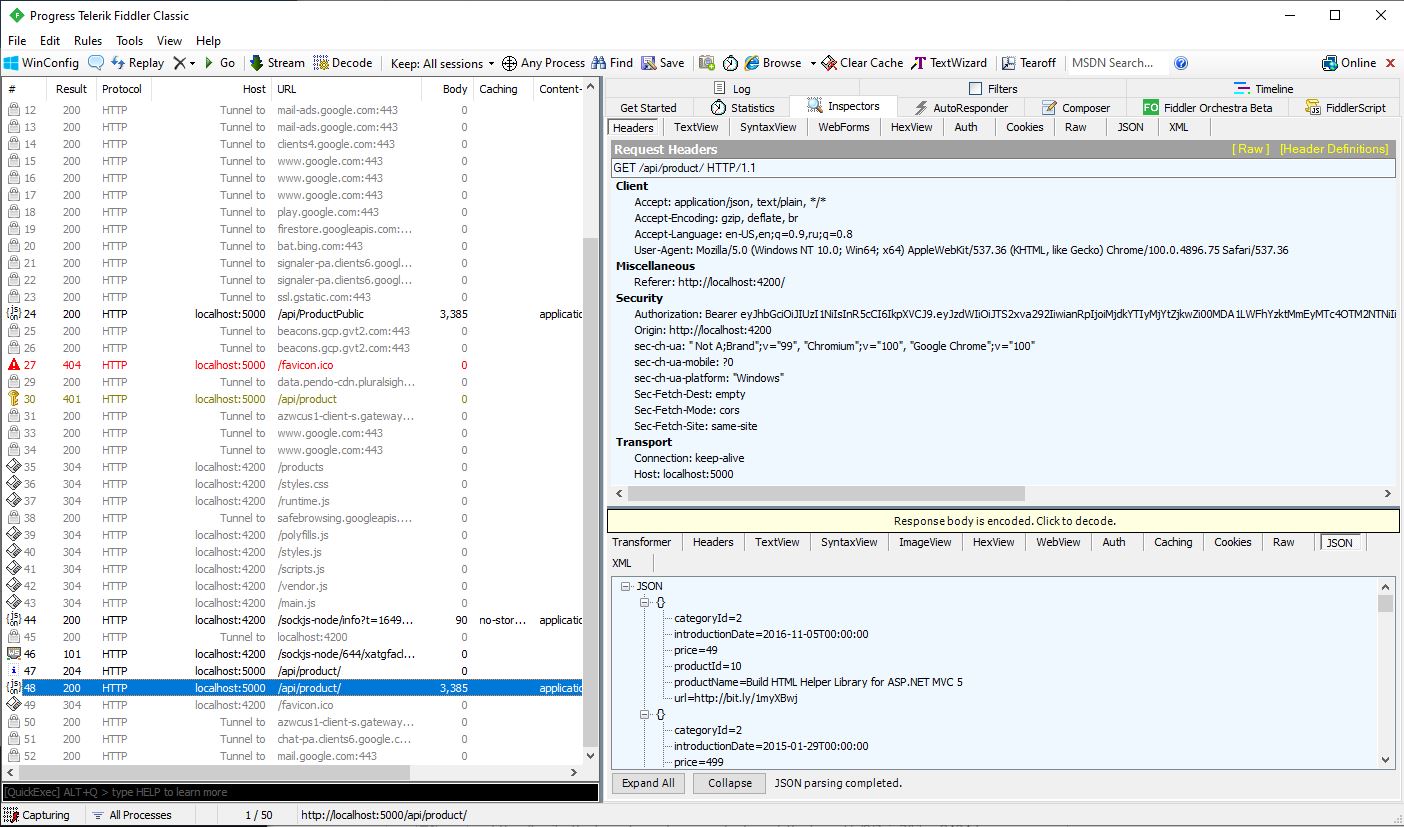 Progress Telerik Fiddler Classic
File Edit Rules Tools View Help
WinConfig Replay Go Stream Decode Keep: All sessions Any Process Find Save Browse Clear Cache TextWizard Tearoff MSDN Search... Online
# Result Protocol Host URL Body Caching Content-
12 200 HTTP Tunnel to mail-ads.google.com:443 0
13 200 HTTP Tunnel to mail-ads.google.com:443 0
14 200 HTTP Tunnel to clients4.google.com:443 0
15 200 HTTP Tunnel to www.google.com:443 0
16 200 HTTP Tunnel to www.google.com:443 0
17 200 HTTP Tunnel to www.google.com:443 0
18 200 HTTP Tunnel to play.google.com:443 0
19 200 HTTP Tunnel to firestore.googleapis.com:... 0
20 200 HTTP Tunnel to bat.bing.com:443 0
21 200 HTTP Tunnel to signaler-pa.clients6.googl... 0
22 200 HTTP Tunnel to signaler-pa.clients6.googl... 0
23 200 HTTP Tunnel to ssl.gstatic.com:443 0
24 200 HTTP localhost:5000 /api/ProductPublic 3,385 applicatic
25 200 HTTP Tunnel to beacons.gcp.gvt2.com:443 0
26 200 HTTP Tunnel to beacons.gcp.gvt2.com:443 0
27 404 HTTP localhost:5000 /favicon.ico 0
29 200 HTTP Tunnel to data.pendo-cdn.pluralsigh... 0
30 401 HTTP localhost:5000 /api/product 0
31 200 HTTP Tunnel to azwcus1-client-s.gateway... 0
33 200 HTTP Tunnel to www.google.com:443 0
34 200 HTTP Tunnel to www.google.com:443 0
35 304 HTTP localhost:4200 /products 0
36 304 HTTP localhost:4200 /styles.css 0
37 304 HTTP localhost:4200 /runtime.js 0
38 200 HTTP Tunnel to safebrowsing.googleapis.... 0
39 304 HTTP localhost:4200 /polyfills.js 0
40 304 HTTP localhost:4200 /styles.js 0
41 304 HTTP localhost:4200 /scripts.js 0
42 304 HTTP localhost:4200 /vendor.js 0
43 304 HTTP localhost:4200 /main.js 0
44 200 HTTP localhost:4200 /sockjs-node/info?t=1649... 90 no-stor... applicatic
45 200 HTTP Tunnel to localhost:4200 0
46 101 HTTP localhost:4200 /sockjs-node/644/xatgfacl... 0
47 204 HTTP localhost:5000 /api/product/ 0
48 200 HTTP localhost:5000 /api/product/ 3,385 applicatic
49 304 HTTP localhost:4200 /favicon.ico 0
50 200 HTTP Tunnel to azwcus1-client-s.gateway... 0
51 200 HTTP Tunnel to chat-pa.clients6.google.c... 0
52 200 HTTP Tunnel to mail.google.com:443 0
[QuickExec] ALT+Q > type HELP to learn more
Log Filters Timeline
Get Started Statistics Inspectors AutoResponder Composer FO Fiddler Orchestra Beta FiddlerScript
Headers TextView SyntaxView WebForms HexView Auth Cookies Raw JSON XML
Request Headers [ Raw ] [Header Definitions]
GET /api/product/ HTTP/1.1
Client
Accept: application/json, text/plain, */*
Accept-Encoding: gzip, deflate, br
Accept-Language: en-US,en;q=0.9,ru;q=0.8
User-Agent: Mozilla/5.0 (Windows NT 10.0; Win64; x64) AppleWebKit/537.36 (KHTML, like Gecko) Chrome/100.0.4896.75 Safari/537.36
Miscellaneous
Referer: http://localhost:4200/
Security
Authorization: Bearer
Origin: http://localhost:4200
sec-ch-ua: " Not A;Brand";v="99", "Chromium";v="100", "Google Chrome";v="100"
sec-ch-ua-mobile: ?0
sec-ch-ua-platform: "Windows"
Sec-Fetch-Dest: empty
Sec-Fetch-Mode: cors
Sec-Fetch-Site: same-site
Transport
Connection: keep-alive
Host: localhost:5000
Response body is encoded. Click to decode.
Transformer Headers TextView SyntaxView ImageView HexView WebView Auth Caching Cookies Raw JSON
XML
JSON
{}
categoryId=2
introductionDate=2016-11-05T00:00:00
price=49
productId=10
productName=Build HTML Helper Library for ASP.NET MVC 5
url=http://bit.ly/1myXBwj
{}
categoryId=2
introductionDate=2015-01-29T00:00:00
price=499
Expand All Collapse JSON parsing completed.
Capturing All Processes 1 / 50 http://localhost:5000/api/product/